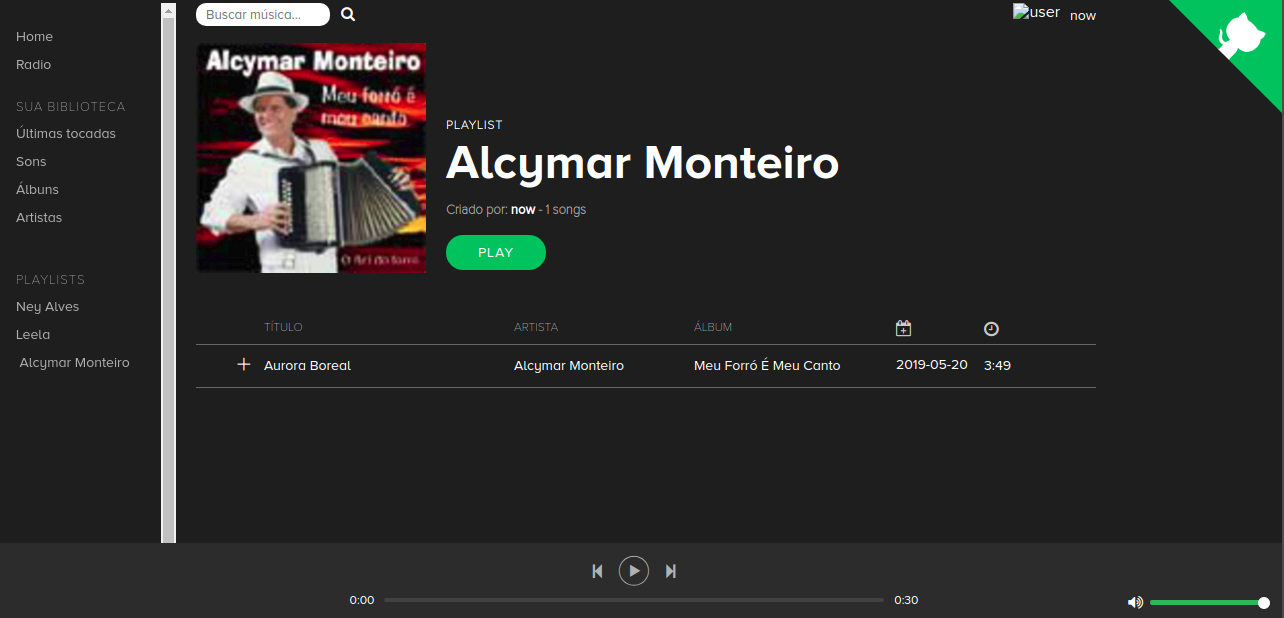 Home
Radio
SUA BIBLIOTECA
Últimas tocadas
Sons
Álbuns
Artistas
PLAYLISTS
Ney Alves
Leela
Alcymar Monteiro
Buscar música...
user
now
Alcymar Monteiro
Meu forró é
meu canto
O Rei do forró
PLAYLIST
Alcymar Monteiro
Criado por: now - 1 songs
PLAY
TÍTULO ARTISTA ÁLBUM
Aurora Boreal Alcymar Monteiro Meu Forró É Meu Canto 2019-05-20 3:49
0:00 0:30